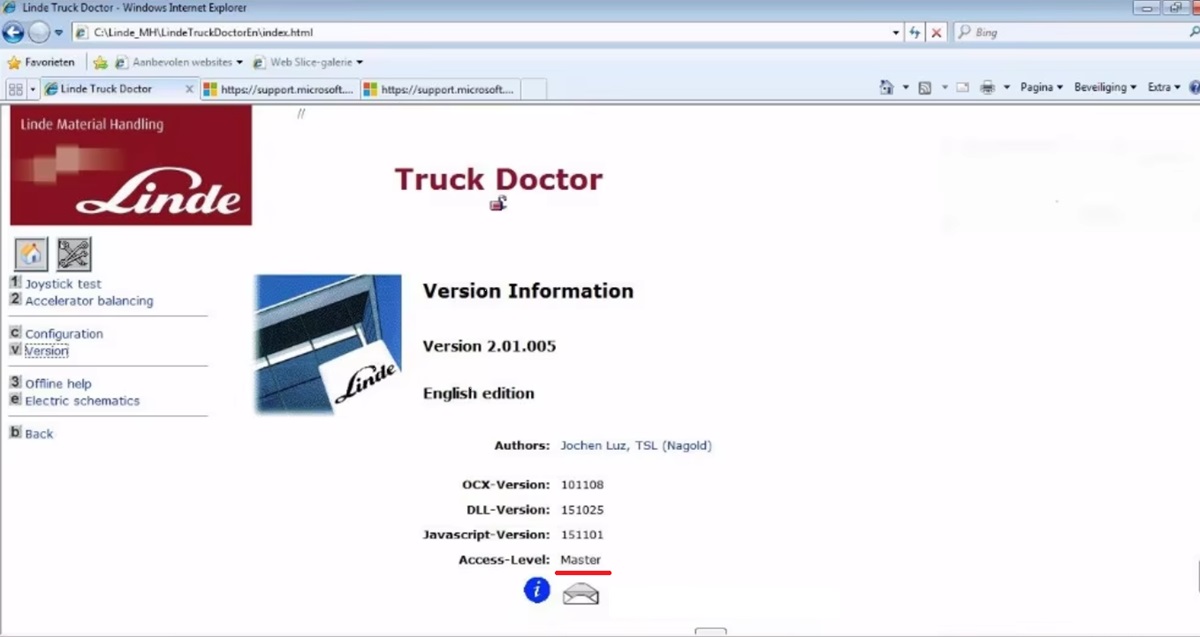 Linde Truck Doctor - Windows Internet Explorer
C:\Linde_MH\LindeTruckDoctorEn\index.html
Bing
Favorieten
Aanbevolen websites
Web Slice-galerie
Linde Truck Doctor
https://support.microsoft....
https://support.microsoft....
Pagina
Beveiliging
Extra
//
Linde Material Handling
Linde
Truck Doctor
1 Joystick test
2 Accelerator balancing
c Configuration
v Version
3 Offline help
e Electric schematics
b Back
Linde
Version Information
Version 2.01.005
English edition
Authors: Jochen Luz, TSL (Nagold)
OCX-Version: 101108
DLL-Version: 151025
Javascript-Version: 151101
Access-Level: Master
i